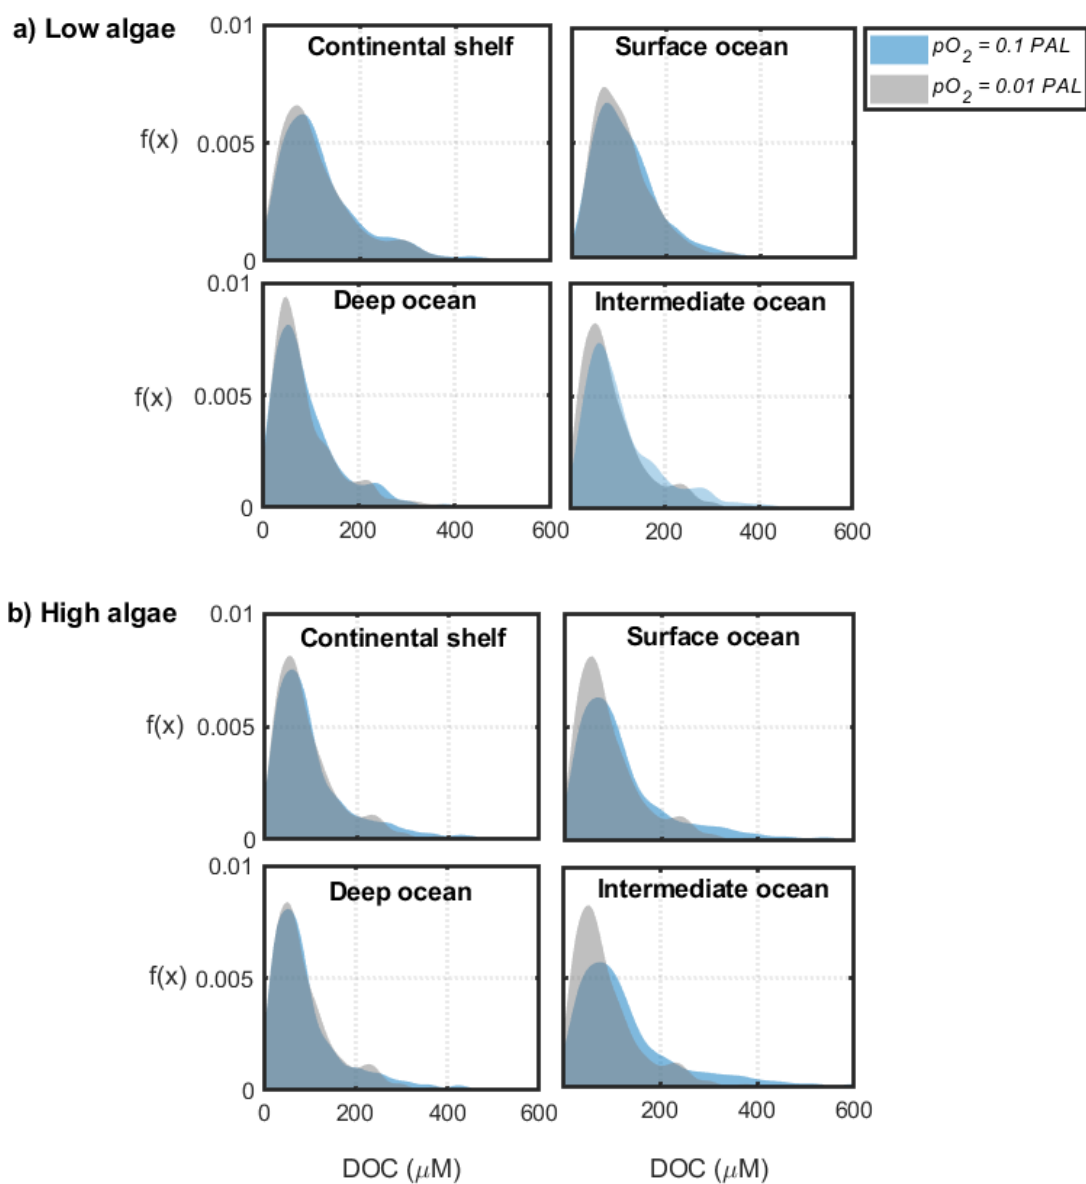 a) Low algae
0.01
Continental shelf
Surface ocean
pO2 = 0.1 PAL
pO2 = 0.01 PAL
f(x)
0.005
0
0.01
Deep ocean
Intermediate ocean
f(x)
0.005
0
0
200
400
600
200
400
600
b) High algae
0.01
Continental shelf
Surface ocean
f(x)
0.005
0
0.01
Deep ocean
Intermediate ocean
f(x)
0.005
0
0
200
400
600
200
400
600
DOC (μM)
DOC (μM)